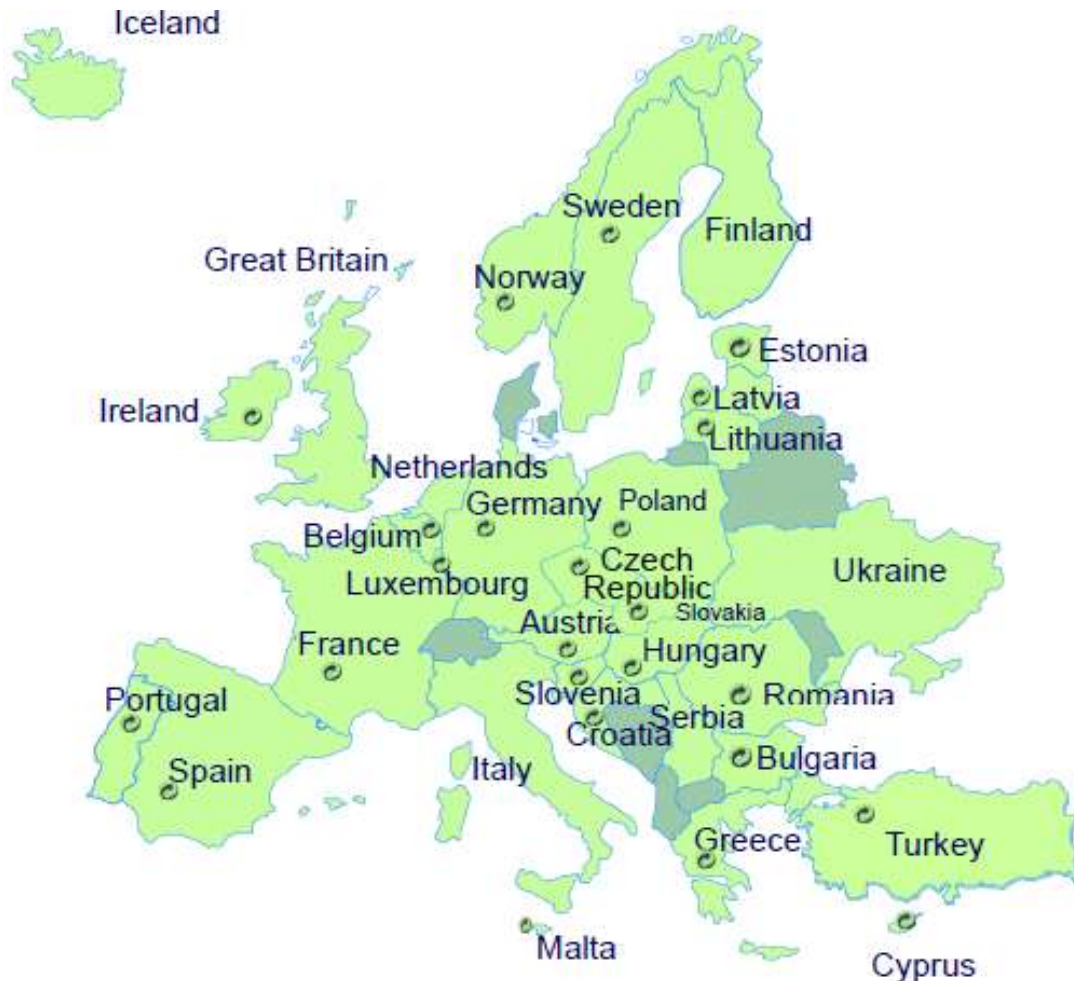 Iceland
Sweden
Finland
Great Britain
Norway
Estonia
Latvia
Ireland
Lithuania
Netherlands
Germany
Poland
Belgium
Czech
Republic
Ukraine
Luxembourg
Slovakia
Austria
France
Hungary
Slovenia
Romania
Portugal
Serbia
Croatia
Bulgaria
Spain
Italy
Greece
Turkey
Malta
Cyprus